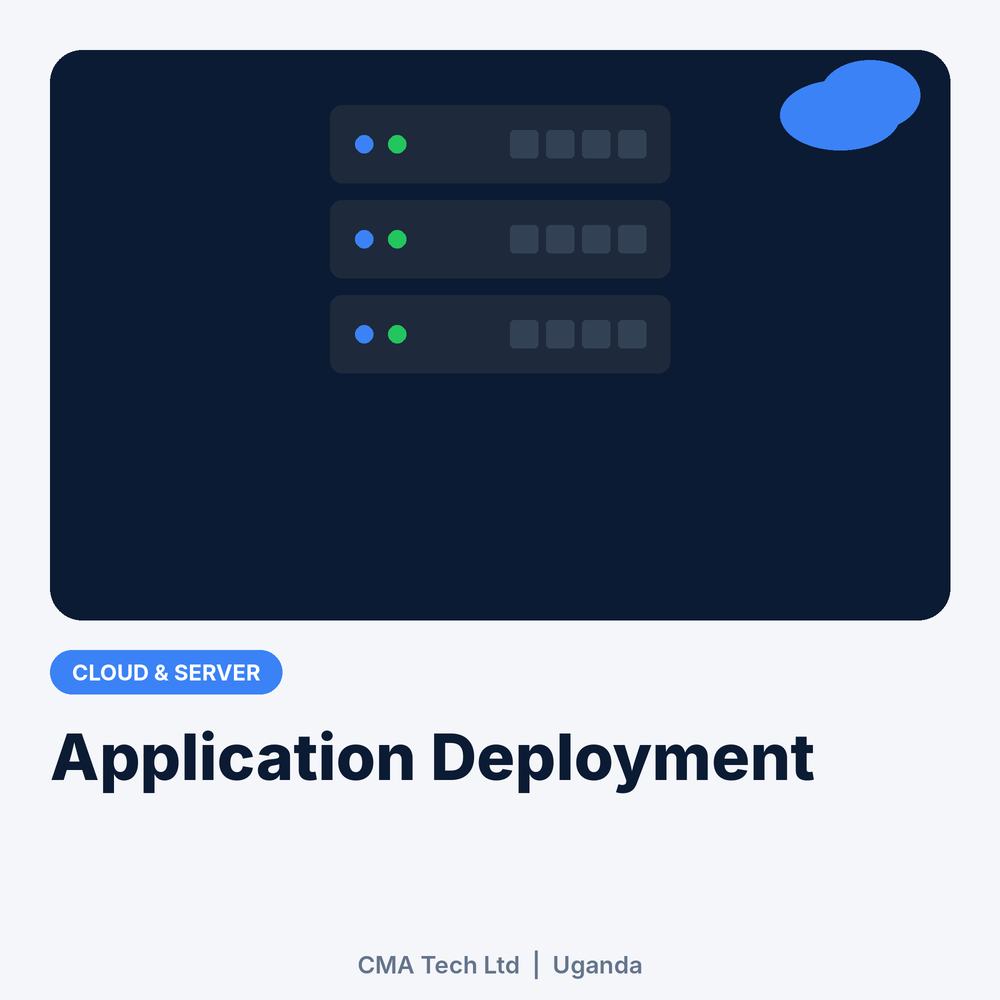 CLOUD & SERVER
Application Deployment
CMA Tech Ltd | Uganda